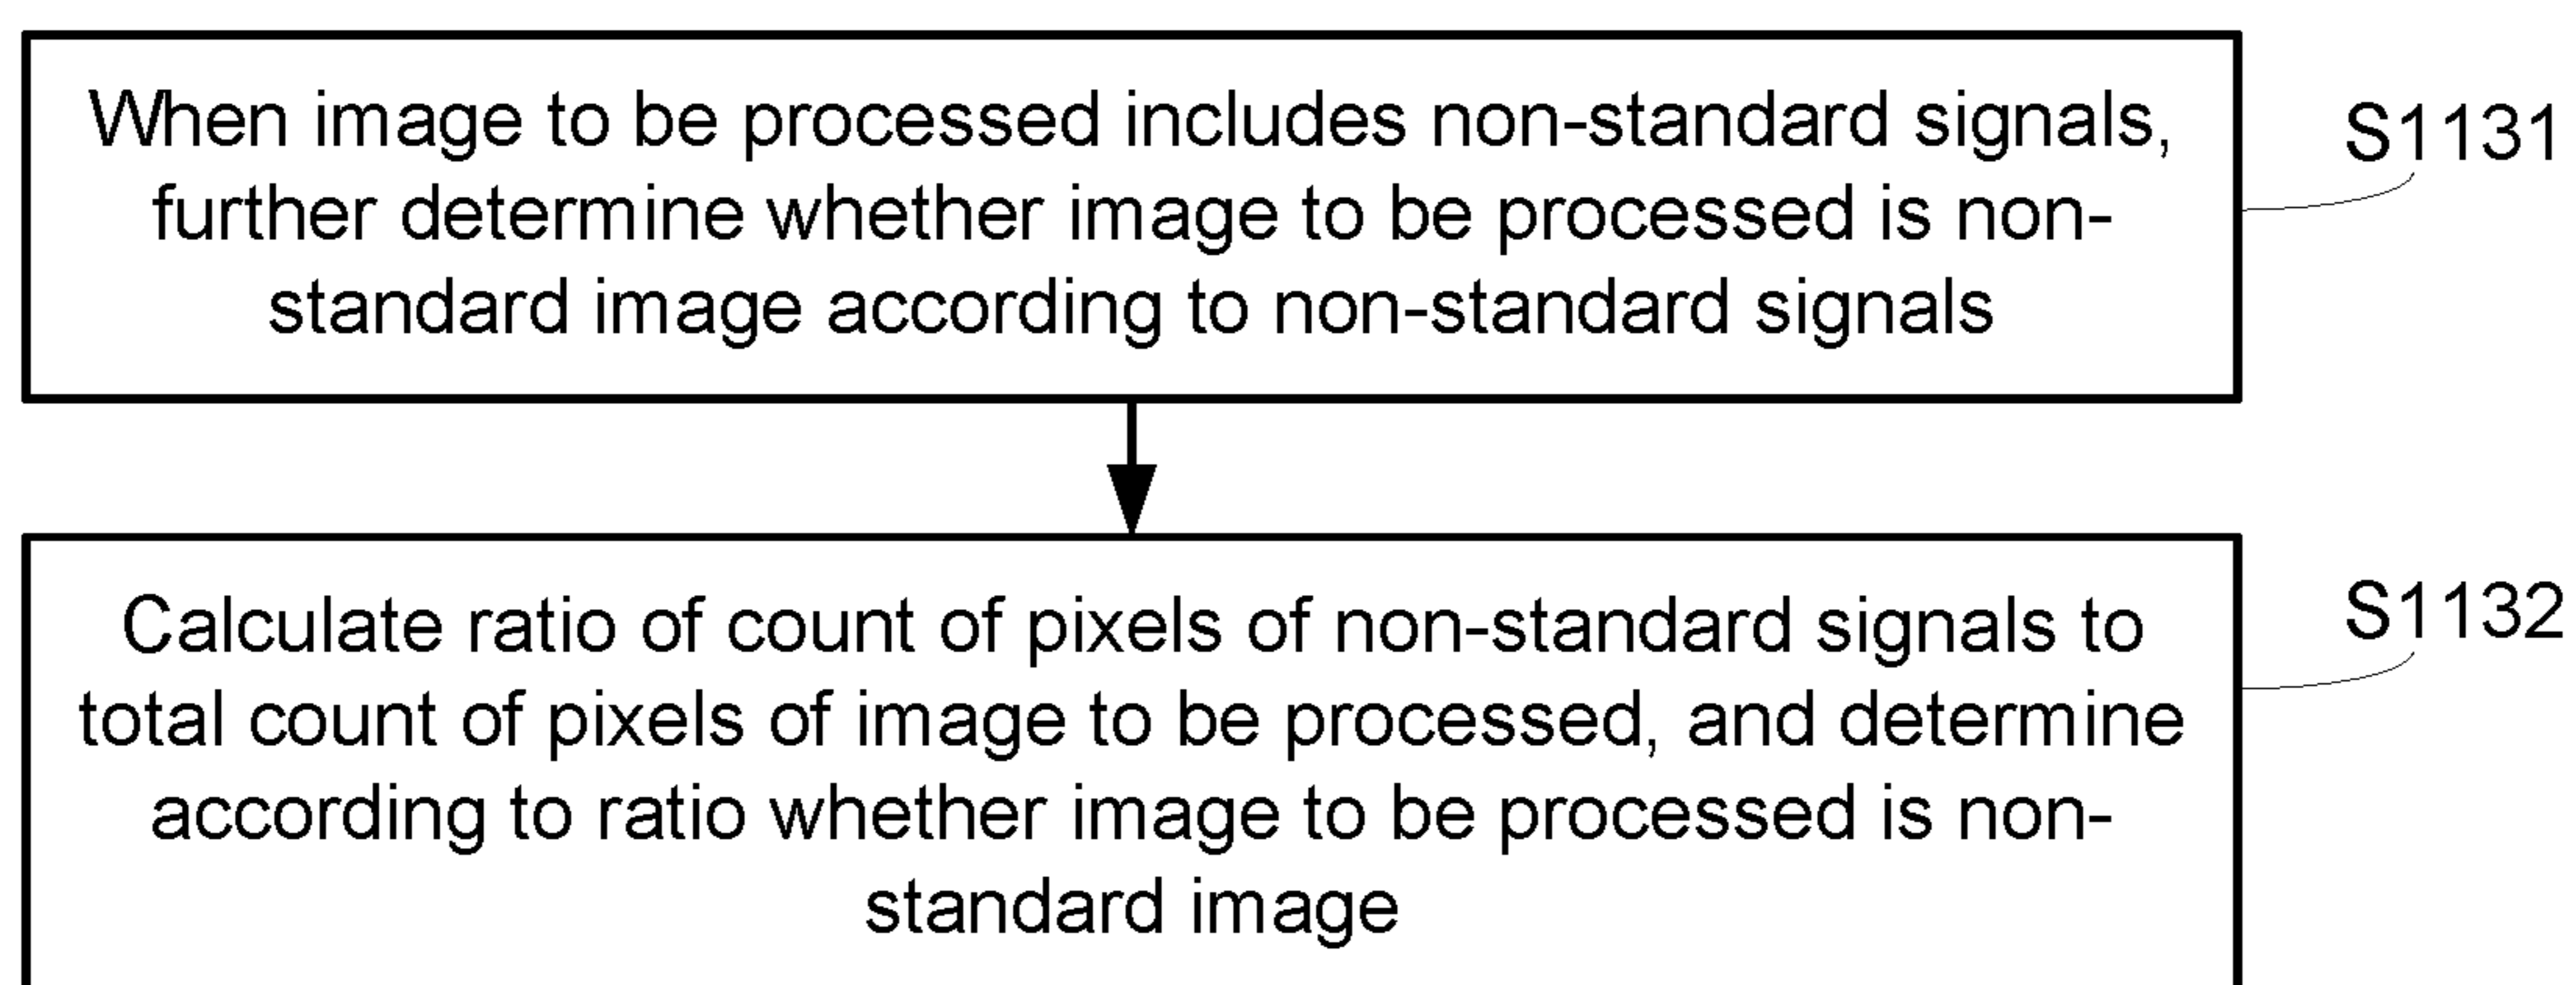 When image to be processed includes non-standard signals,
further determine whether image to be processed is non-
standard image according to non-standard signals
S1131
Calculate ratio of count of pixels of non-standard signals to
total count of pixels of image to be processed, and determine
according to ratio whether image to be processed is non-
standard image
S1132